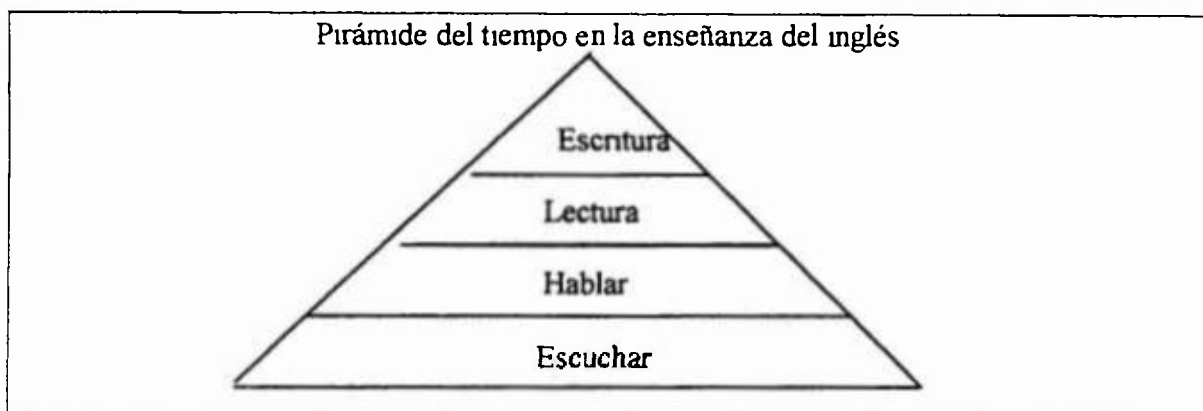 Pirámide del tiempo en la enseñanza del inglés
Escritura
Lectura
Hablar
Escuchar